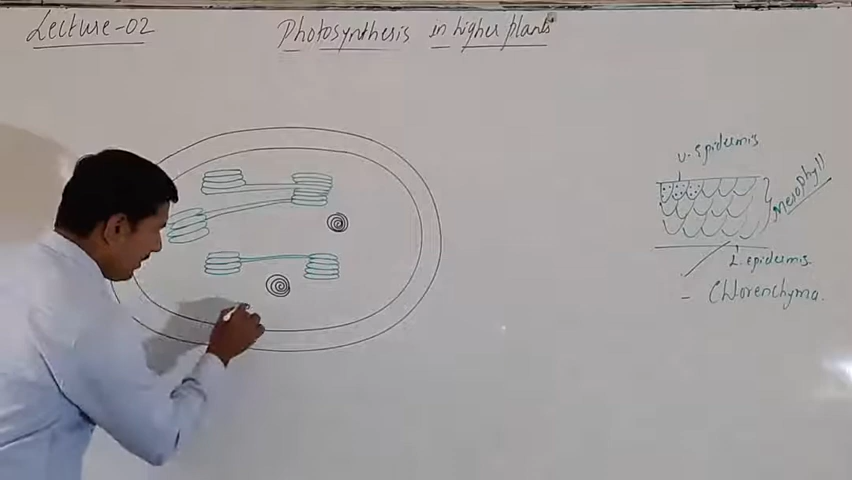 Lecture-02
Photosynthesis in higher plants
U. Epidermis
Mesophyll
L. epidermis
- Chlorenchyma.